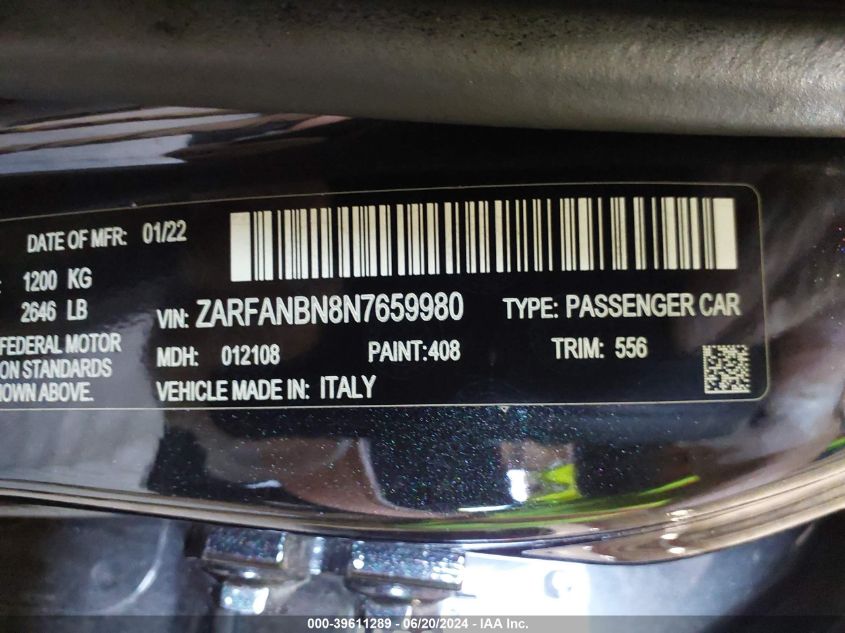 DATE OF MFR: 01/22
1200 KG
2646 LB
VIN: ZARFANBN8N7659980 TYPE: PASSENGER CAR
FEDERAL MOTOR
MDH: 012108 PAINT:408 TRIM: 556
ON STANDARDS
OWN ABOVE. VEHICLE MADE IN: ITALY
000-39611289 - 06/20/2024 - IAA Inc.